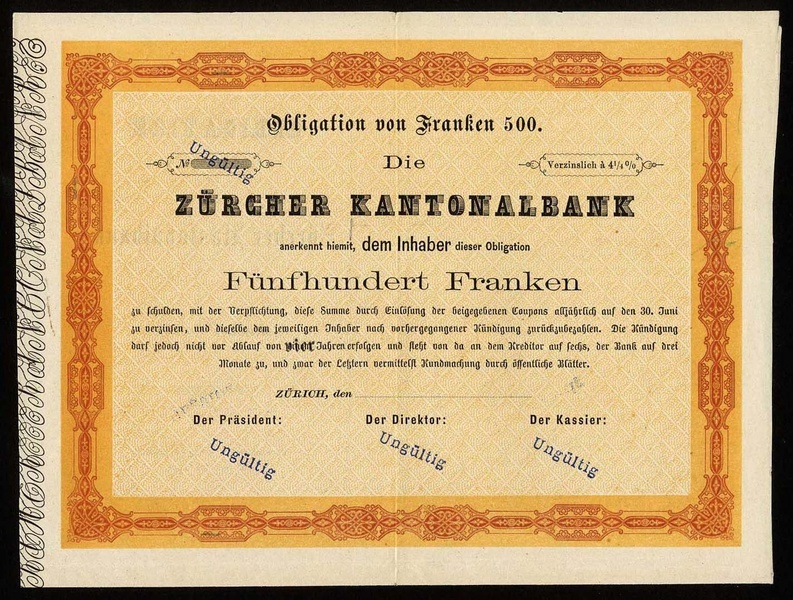 Obligation von Franken 500.
Nº
Ungültig
Die
Verzinslich à 4 1/4 %
ZÜRCHER KANTONALBANK
anerkennt hiemit, dem Inhaber dieser Obligation
Fünfhundert Franken
zu schulden, mit der Verpflichtung, diese Summe durch Einlösung der beigegebenen Coupons alljährlich auf den 30. Juni
zu verzinsen, und dieselbe dem jeweiligen Inhaber nach vorhergegangener Kündigung zurückzubezahlen. Die Kündigung
darf jedoch nicht vor Ablauf von vier Jahren erfolgen und steht von da an dem Kreditor auf sechs, der Bank auf drei
Monate zu, und zwar der Letztern vermittelst Kundmachung durch öffentliche Blätter.
ZÜRICH, den
Der Präsident: Der Direktor: Der Kassier:
Ungültig Ungültig Ungültig